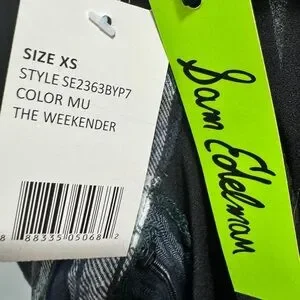 SIZE XS
STYLE SE2363BYP7
COLOR MU
THE WEEKENDER
8 88335 05068 2
Sam Edelman